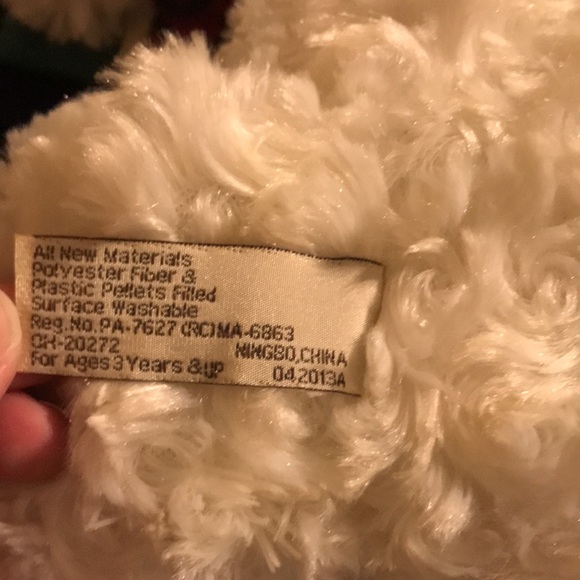 All New Materials
Polyester Fiber &
Plastic Pellets Filled
Surface Washable
Reg.No.PA-7627 (RC)MA-6863
CH-20272 NINGBO,CHINA
For Ages 3 Years & UP 04.2013A